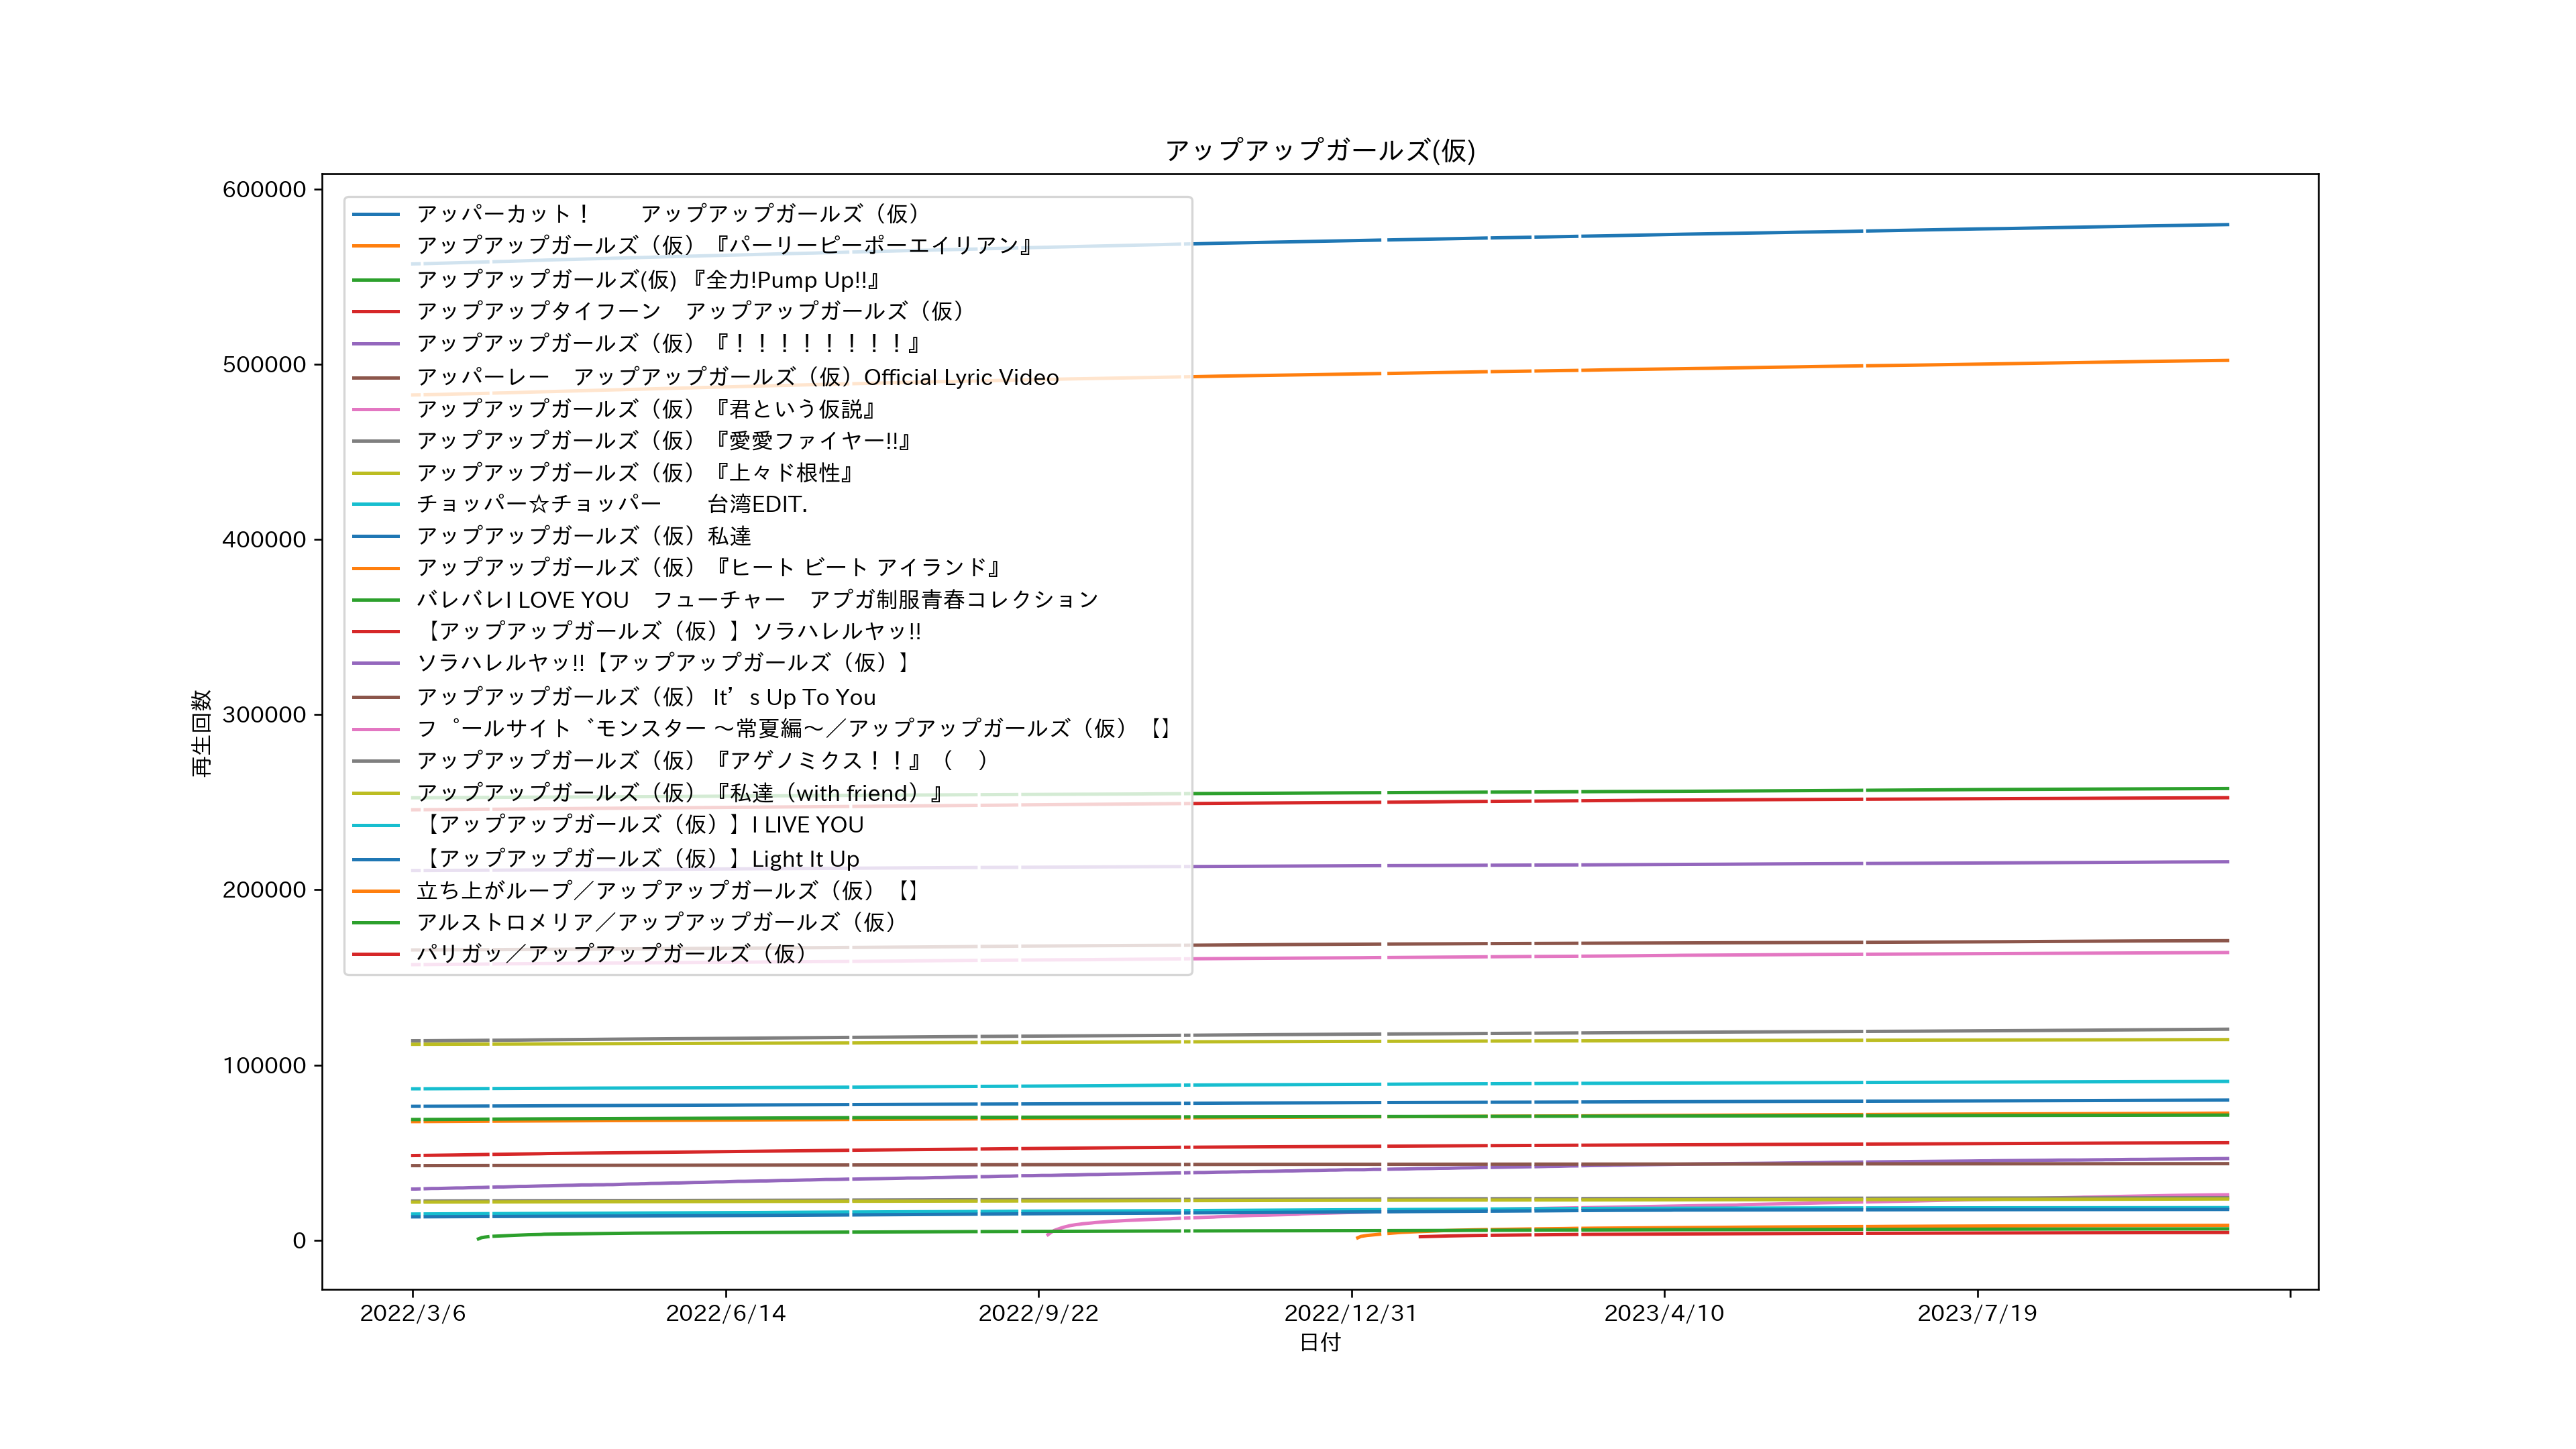 アップアップガールズ(仮)
600000
500000
400000
300000
200000
100000
0
再生回数
アッパーカット！　　アップアップガールズ（仮）
アップアップガールズ（仮）『パーリーピーポーエイリアン』
アップアップガールズ(仮) 『全力!Pump Up!!』
アップアップタイフーン　アップアップガールズ（仮）
アップアップガールズ（仮）『！！！！！！！！』
アッパーレー　アップアップガールズ（仮）Official Lyric Video
アップアップガールズ（仮）『君という仮説』
アップアップガールズ（仮）『愛愛ファイヤー!!』
アップアップガールズ（仮）『上々ド根性』
チョッパー☆チョッパー　　台湾EDIT.
アップアップガールズ（仮）私達
アップアップガールズ（仮）『ヒート ビート アイランド』
バレバレI LOVE YOU　フューチャー　アプガ制服青春コレクション
【アップアップガールズ（仮）】ソラハレルヤッ!!
ソラハレルヤッ!!【アップアップガールズ（仮）】
アップアップガールズ（仮） It’s Up To You
フ゜ールサイト゛モンスター ～常夏編～／アップアップガールズ（仮）【】
アップアップガールズ（仮）『アゲノミクス！！』（　）
アップアップガールズ（仮）『私達（with friend）』
【アップアップガールズ（仮）】I LIVE YOU
【アップアップガールズ（仮）】Light It Up
立ち上がループ／アップアップガールズ（仮）【】
アルストロメリア／アップアップガールズ（仮）
パリガッ／アップアップガールズ（仮）
2022/3/6
2022/6/14
2022/9/22
2022/12/31
2023/4/10
2023/7/19
日付